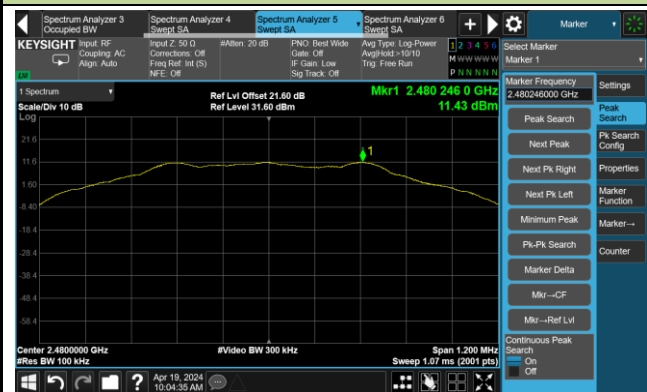 Spectrum Analyzer 3
Occupied BW
Spectrum Analyzer 4
Swept SA
Spectrum Analyzer 5
Swept SA
Spectrum Analyzer 6
Swept SA
+
Marker
KEYSIGHT
Input: RF
Coupling: AC
Align: Auto
Input Z: 50 Ω
Corrections: Off
Freq Ref: Int (S)
NFE: Off
#Atten: 20 dB
PNO: Best Wide
Gate: Off
IF Gain: Low
Sig Track: Off
Avg Type: Log-Power
Avg|Hold:>10/10
Trig: Free Run
1 2 3 4 5 6
M W W W W W
P N N N N N
LXI
Select Marker
Marker 1
1 Spectrum
Scale/Div 10 dB
Log
Ref Lvl Offset 21.60 dB
Ref Level 31.60 dBm
Mkr1 2.480 246 0 GHz
11.43 dBm
1
21.6
11.6
1.60
-8.40
-18.4
-28.4
-38.4
-48.4
-58.4
Center 2.4800000 GHz
#Res BW 100 kHz
#Video BW 300 kHz
Span 1.200 MHz
Sweep 1.07 ms (2001 pts)
Marker Frequency
2.480246000 GHz
Peak Search
Next Peak
Next Pk Right
Next Pk Left
Minimum Peak
Pk-Pk Search
Marker Delta
Mkr→CF
Mkr→Ref Lvl
Continuous Peak
Search
On
Off
Settings
Peak
Search
Pk Search
Config
Properties
Marker
Function
Marker→
Counter
?
Apr 19, 2024
10:04:35 AM